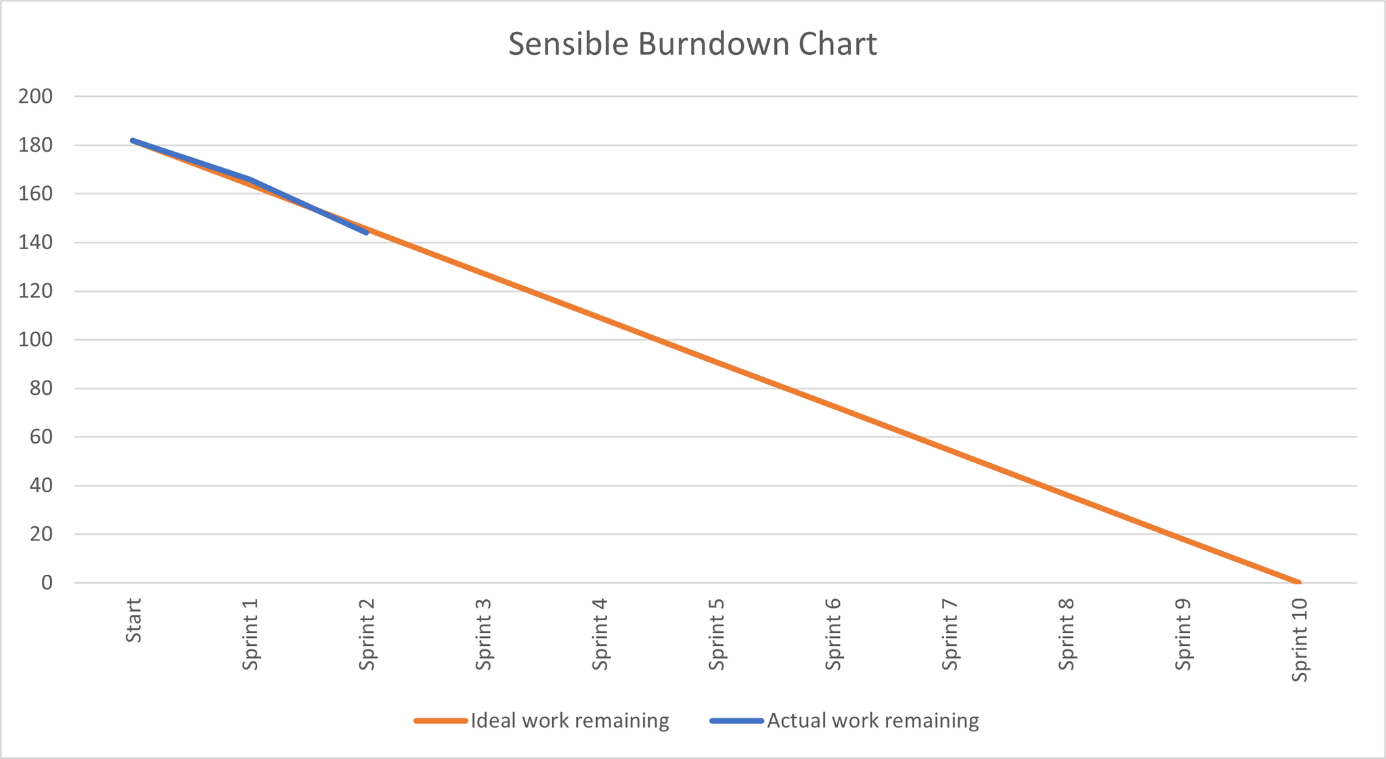 Sensible Burndown Chart
200
180
160
140
120
100
80
60
40
20
0
Start
Sprint 1
Sprint 2
Sprint 3
Sprint 4
Sprint 5
Sprint 6
Sprint 7
Sprint 8
Sprint 9
Sprint 10
Ideal work remaining
Actual work remaining